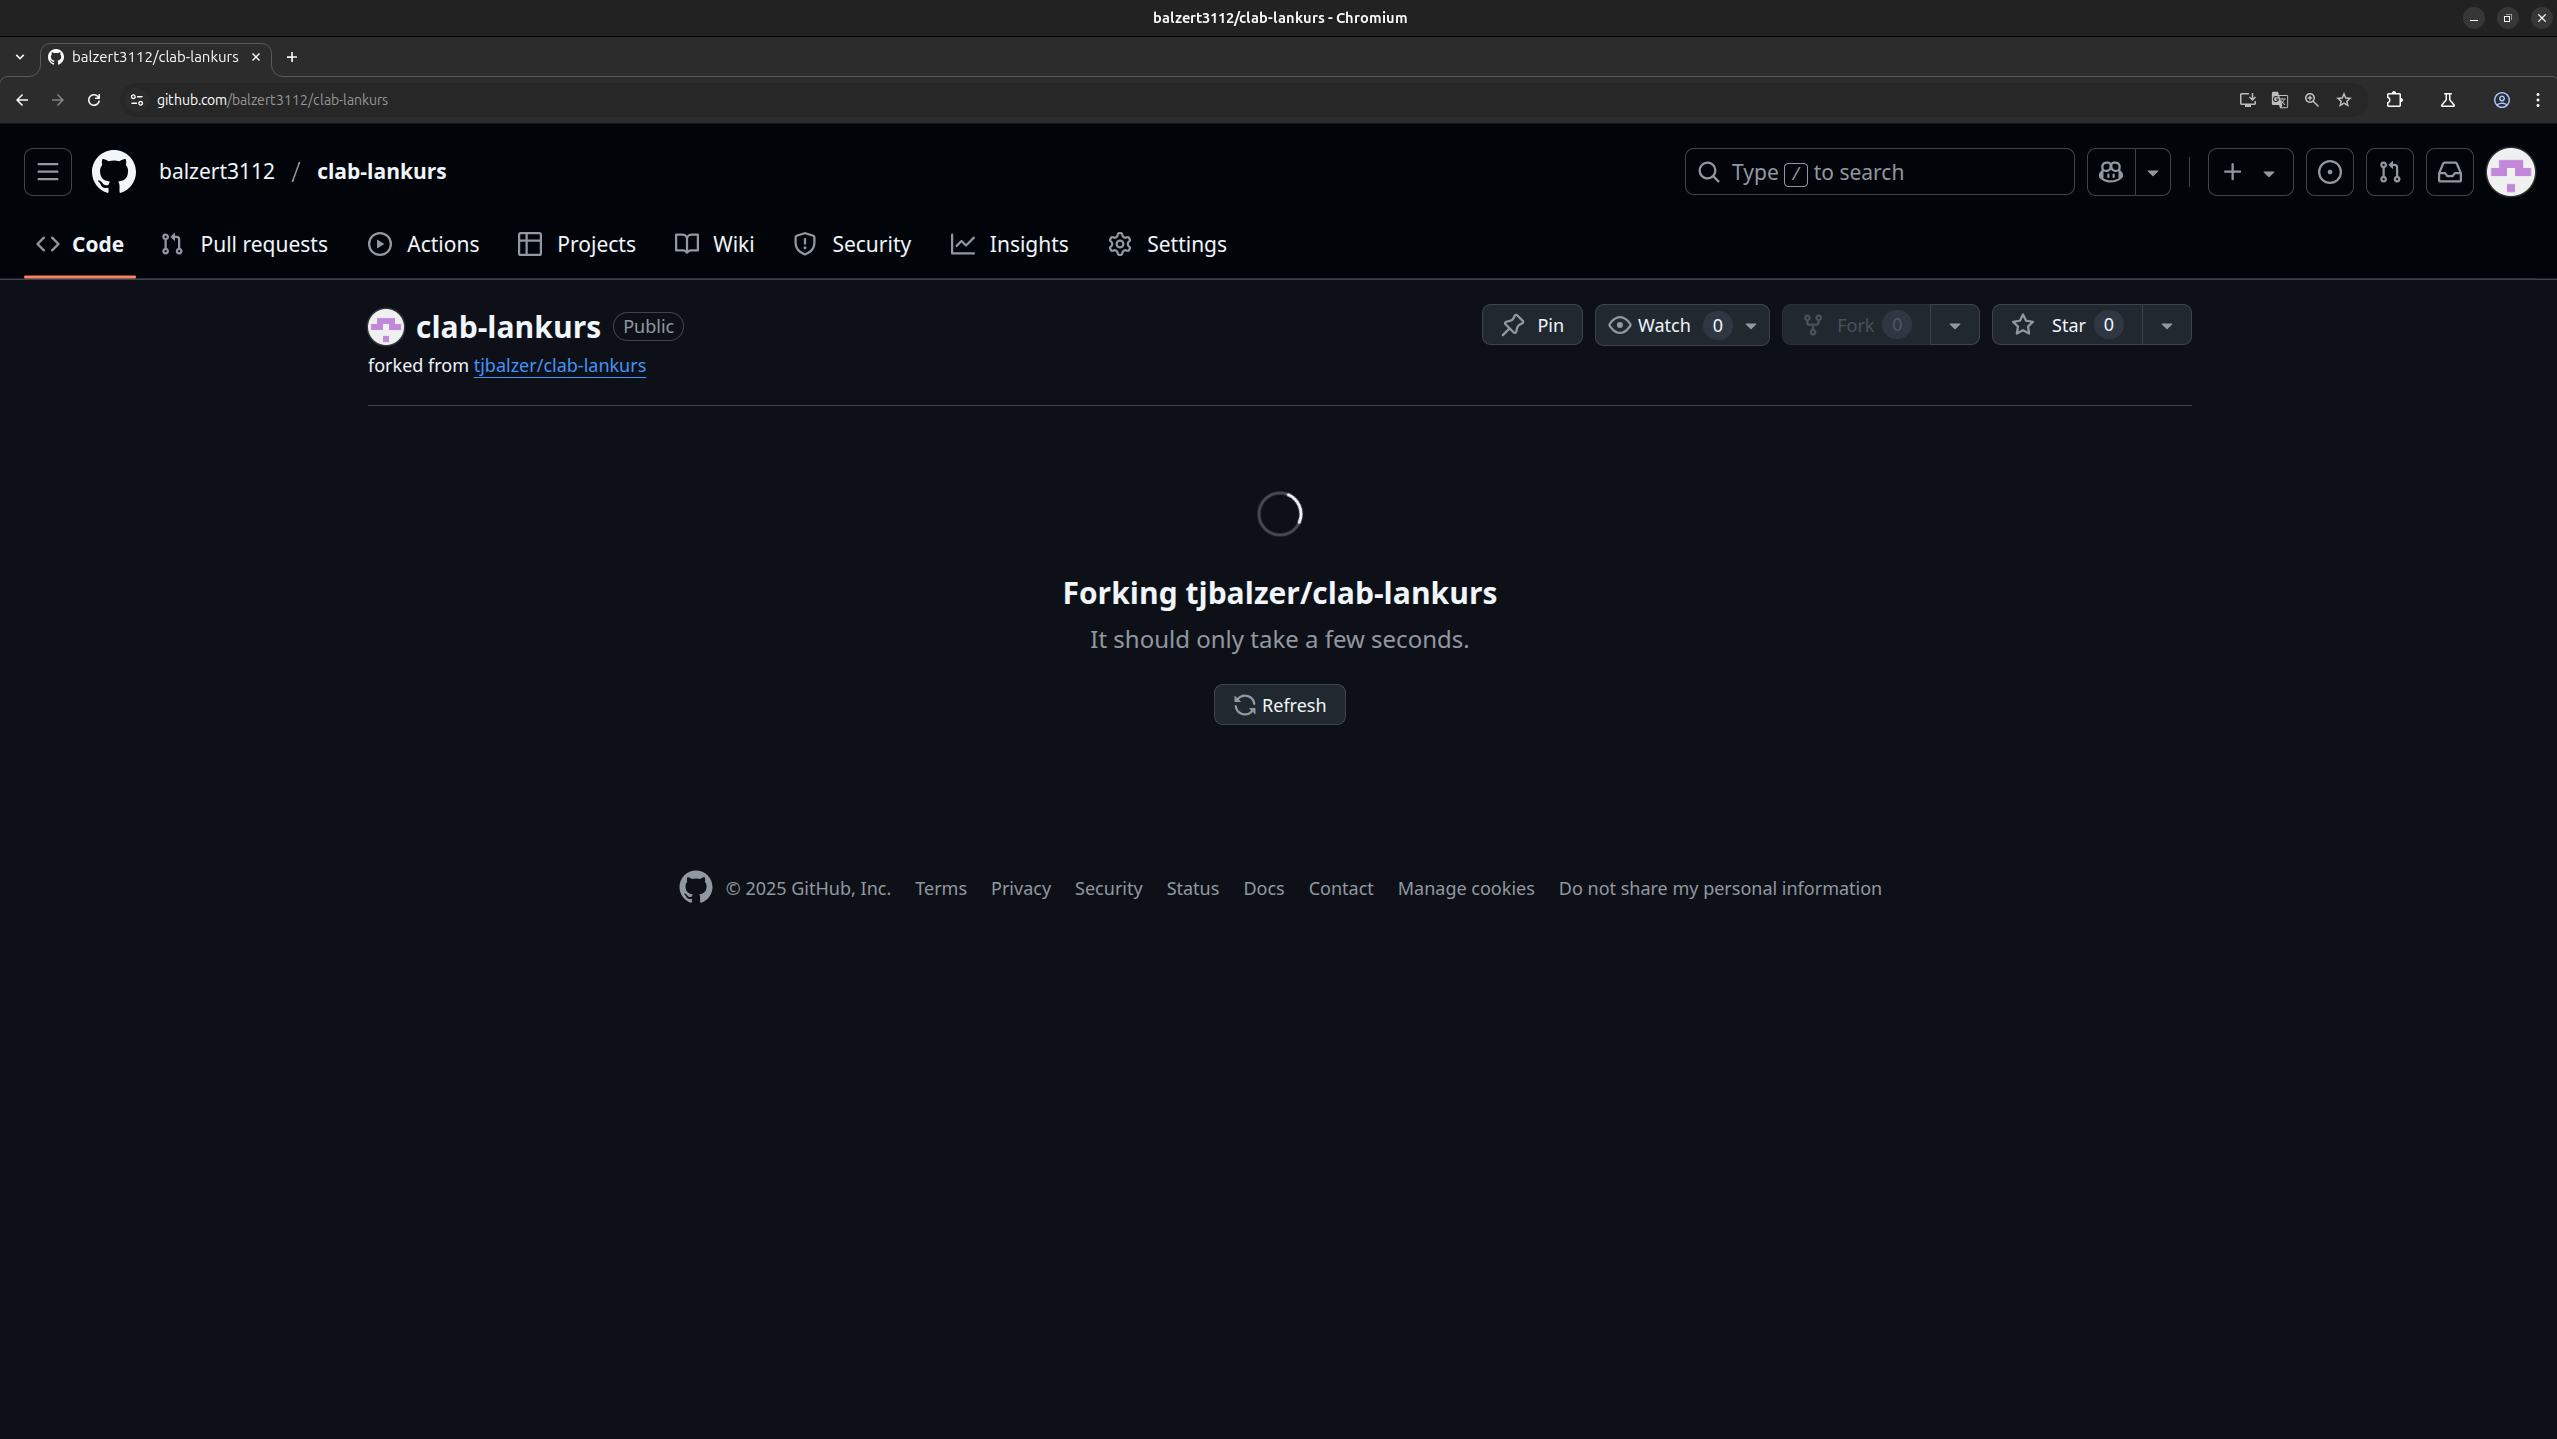 balzert3112/clab-lankurs - Chromium
balzert3112/clab-lankurs
github.com/balzert3112/clab-lankurs
balzert3112 / clab-lankurs
Type / to search
Code Pull requests Actions Projects Wiki Security Insights Settings
clab-lankurs Public
Pin Watch 0 Fork 0 Star 0
forked from tjbalzer/clab-lankurs
Forking tjbalzer/clab-lankurs
It should only take a few seconds.
Refresh
© 2025 GitHub, Inc. Terms Privacy Security Status Docs Contact Manage cookies Do not share my personal information